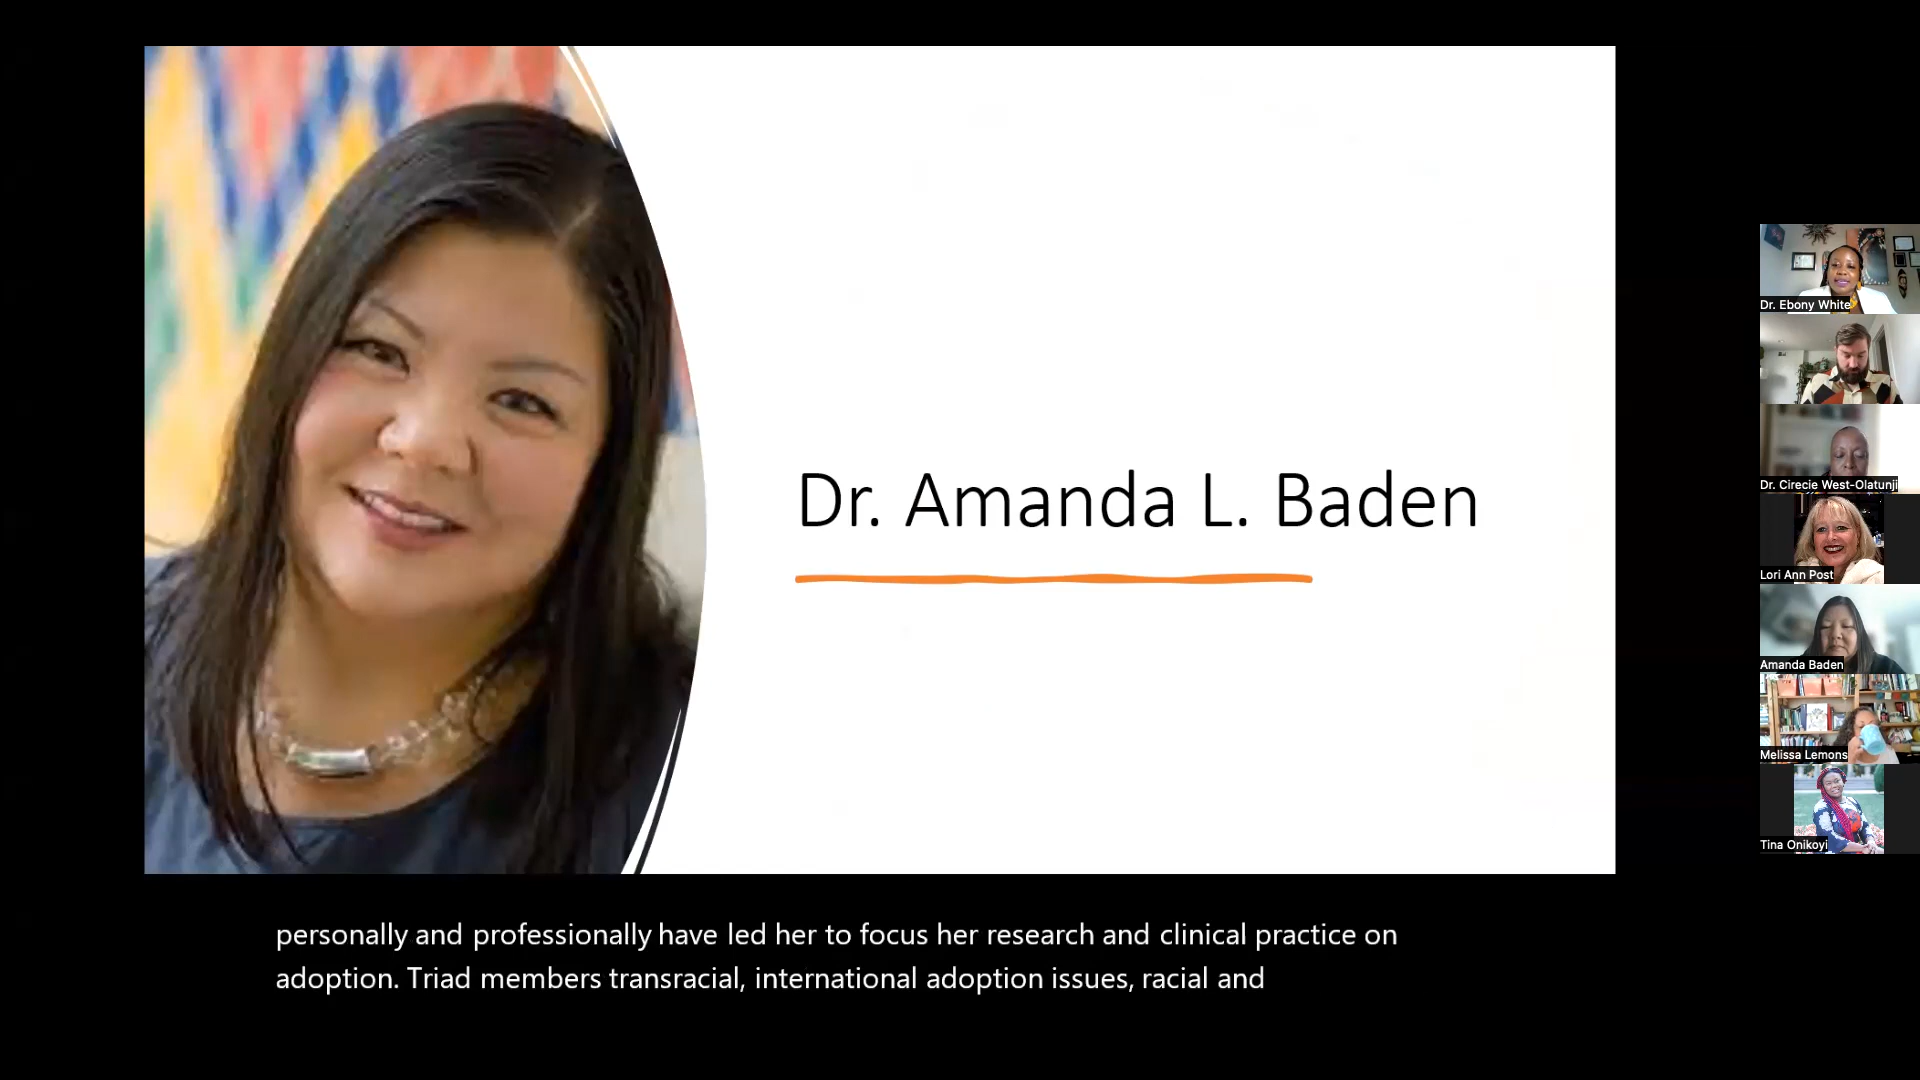 Dr. Amanda L. Baden
Dr. Ebony White
Dr. Cirecie West-Olatunji
Lori Ann Post
Amanda Baden
Melissa Lemons
Tina Onikoyi
personally and professionally have led her to focus her research and clinical practice on
adoption. Triad members transracial, international adoption issues, racial and